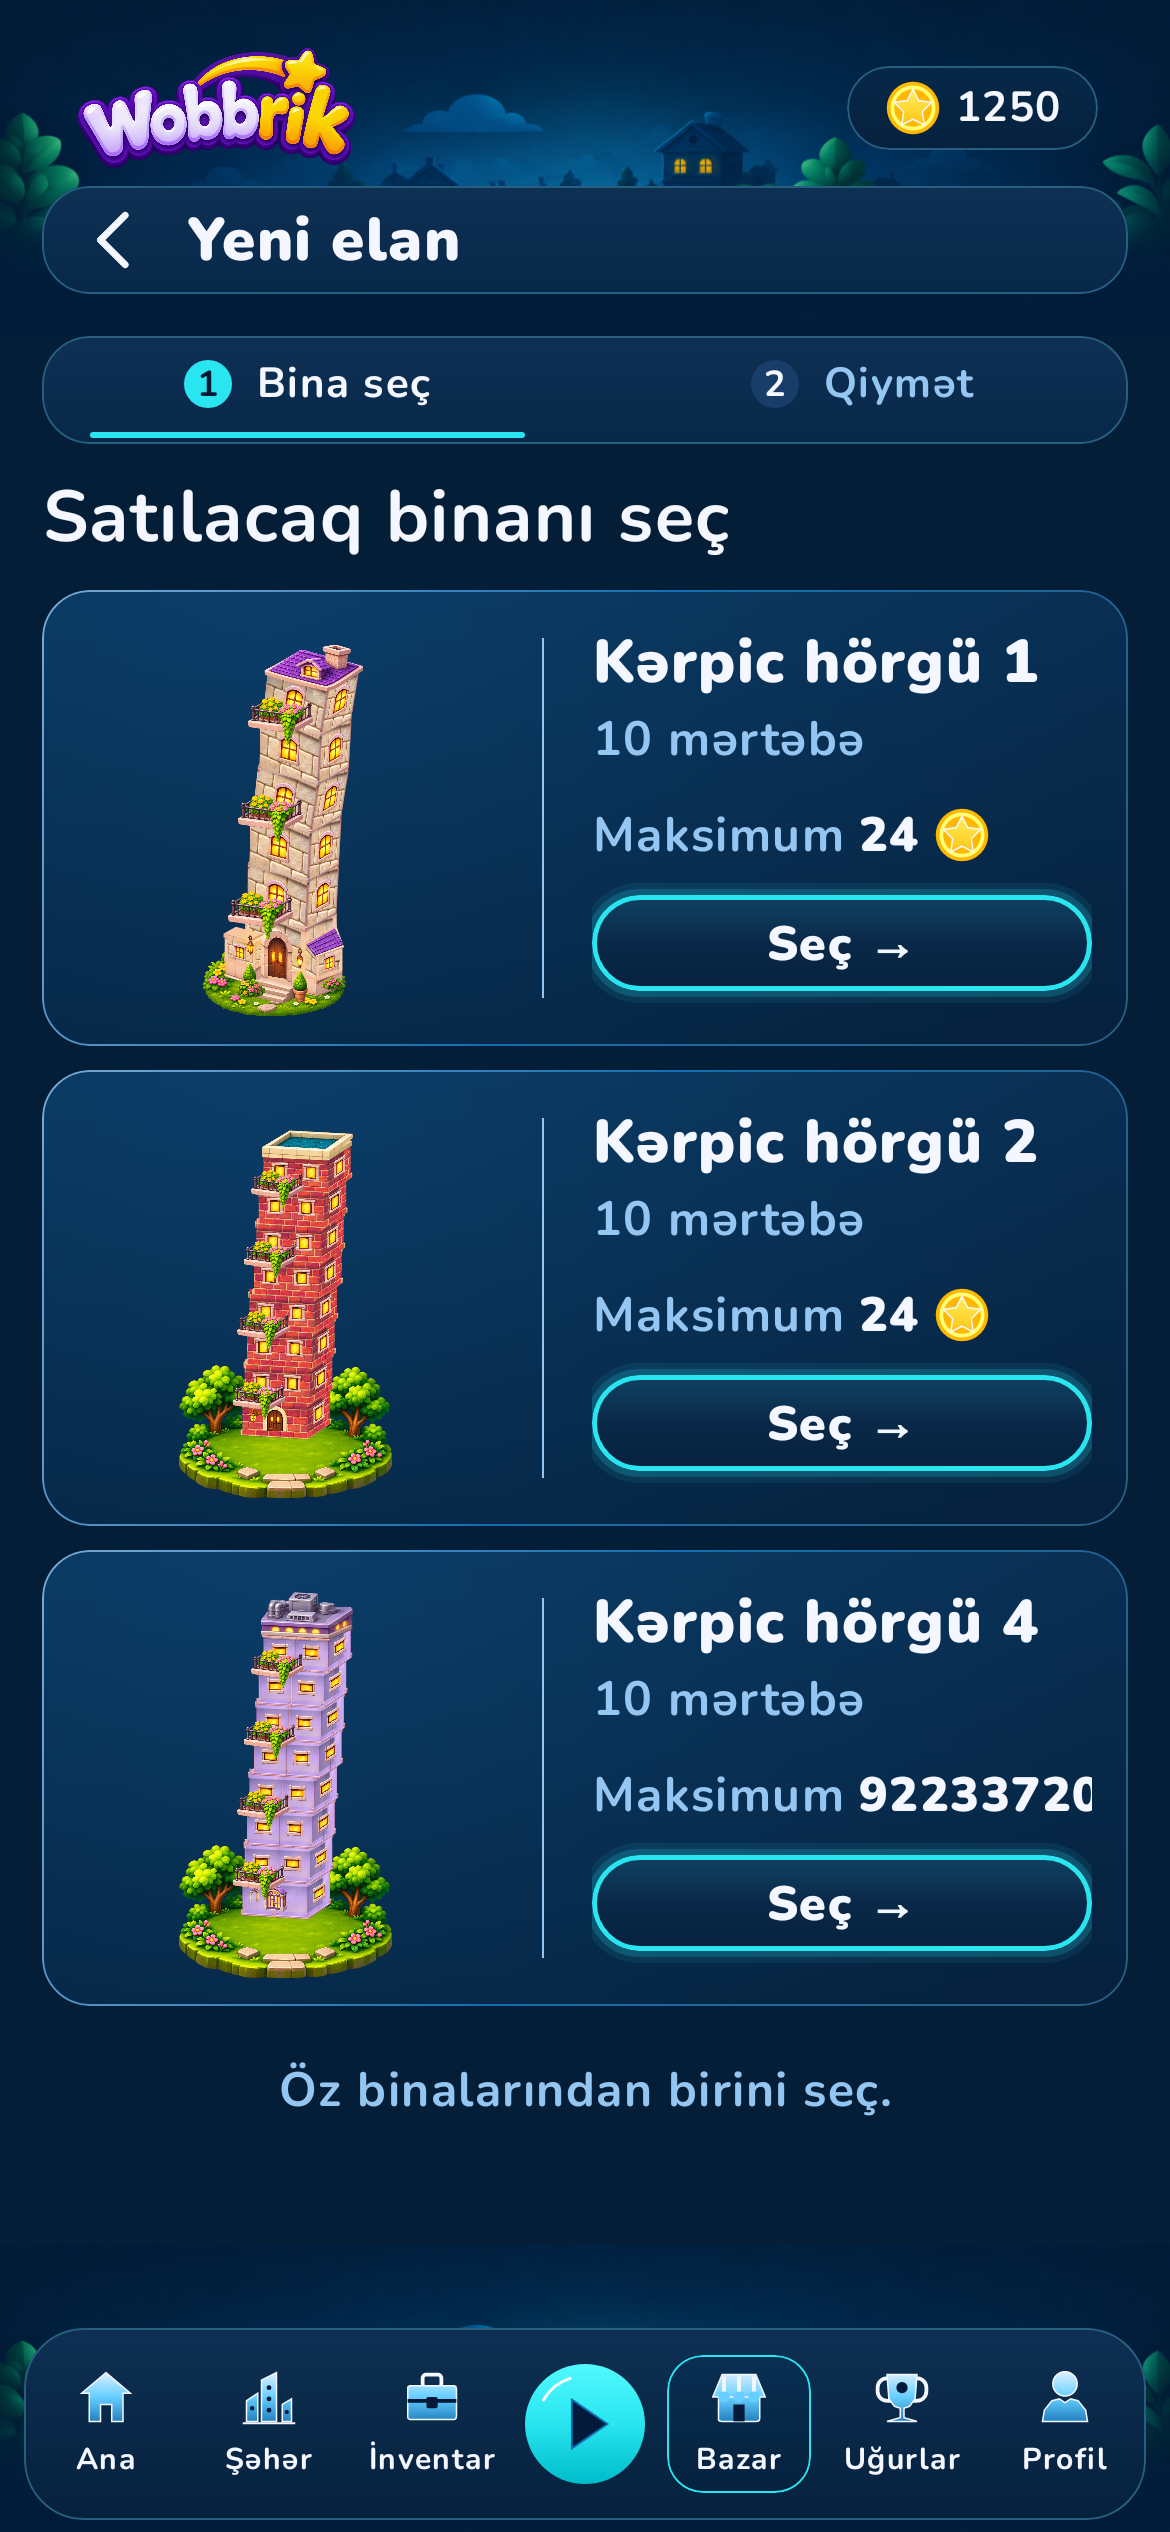 Wobbrik
1250
Yeni elan
1 Bina seç
2 Qiymət
Satılacaq binanı seç
Kərpic hörgü 1
10 mərtəbə
Maksimum 24
Seç →
Kərpic hörgü 2
10 mərtəbə
Maksimum 24
Seç →
Kərpic hörgü 4
10 mərtəbə
Maksimum 92233720
Seç →
Öz binalarından birini seç.
Ana
Şəhər
İnventar
Bazar
Uğurlar
Profil